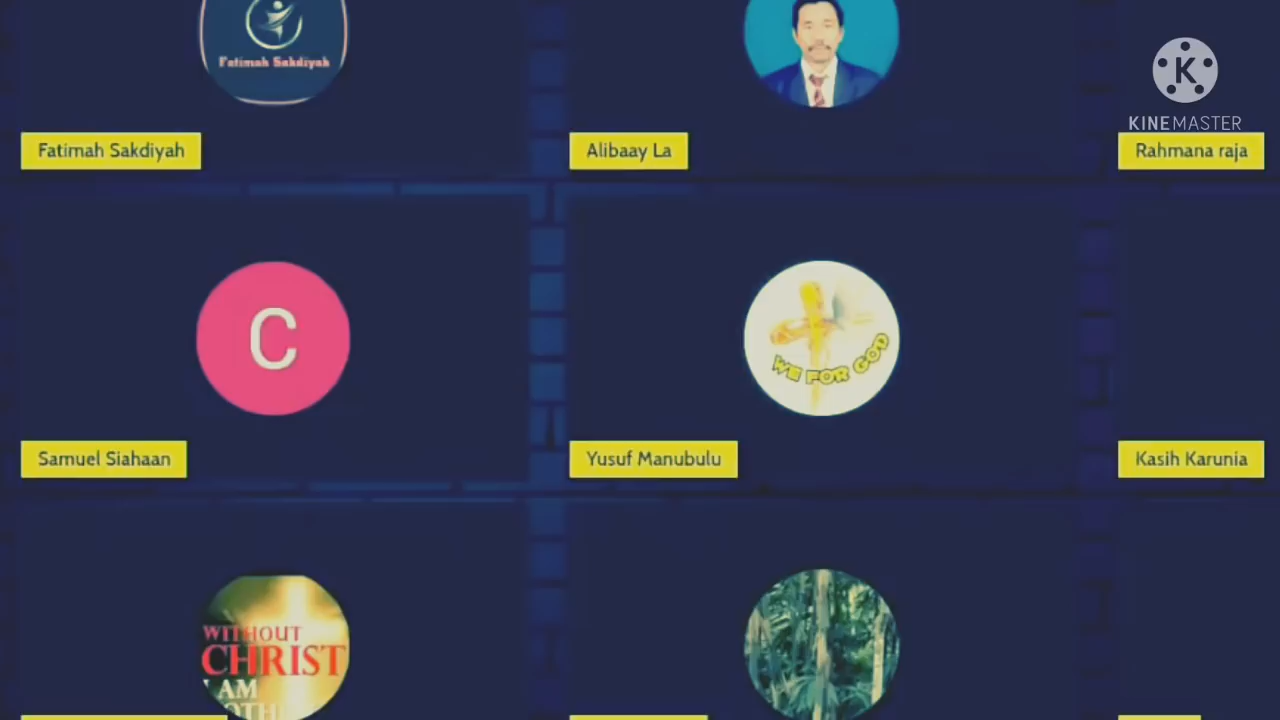 Fatimah Sakdiyah
Fatimah Sakdiyah
Alibaay La
K
KINEMASTER
Rahmana raja
C
Samuel Siahaan
WE FOR GOD
Yusuf Manubulu
Kasih Karunia
WITHOUT
CHRIST
I AM